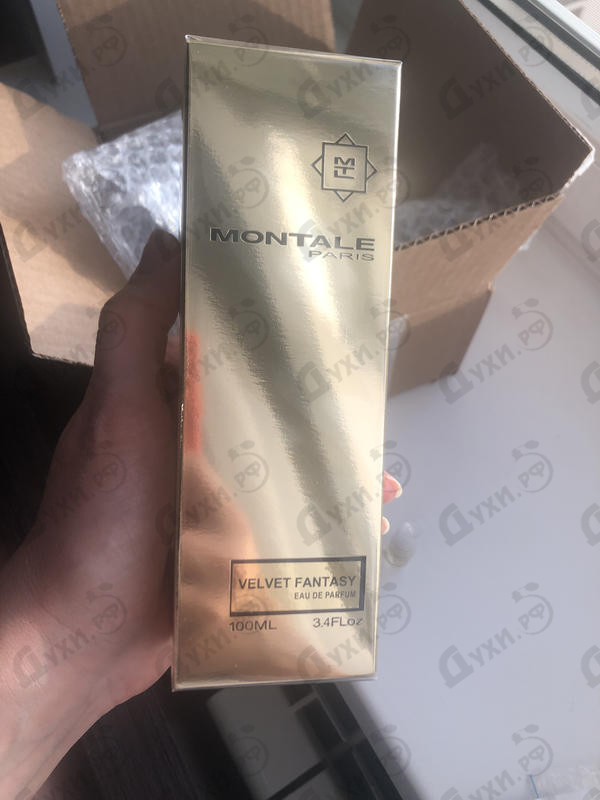 MONTALE
PARIS
VELVET FANTASY
EAU DE PARFUM
100ML 3.4FLoz
Духи.РФ